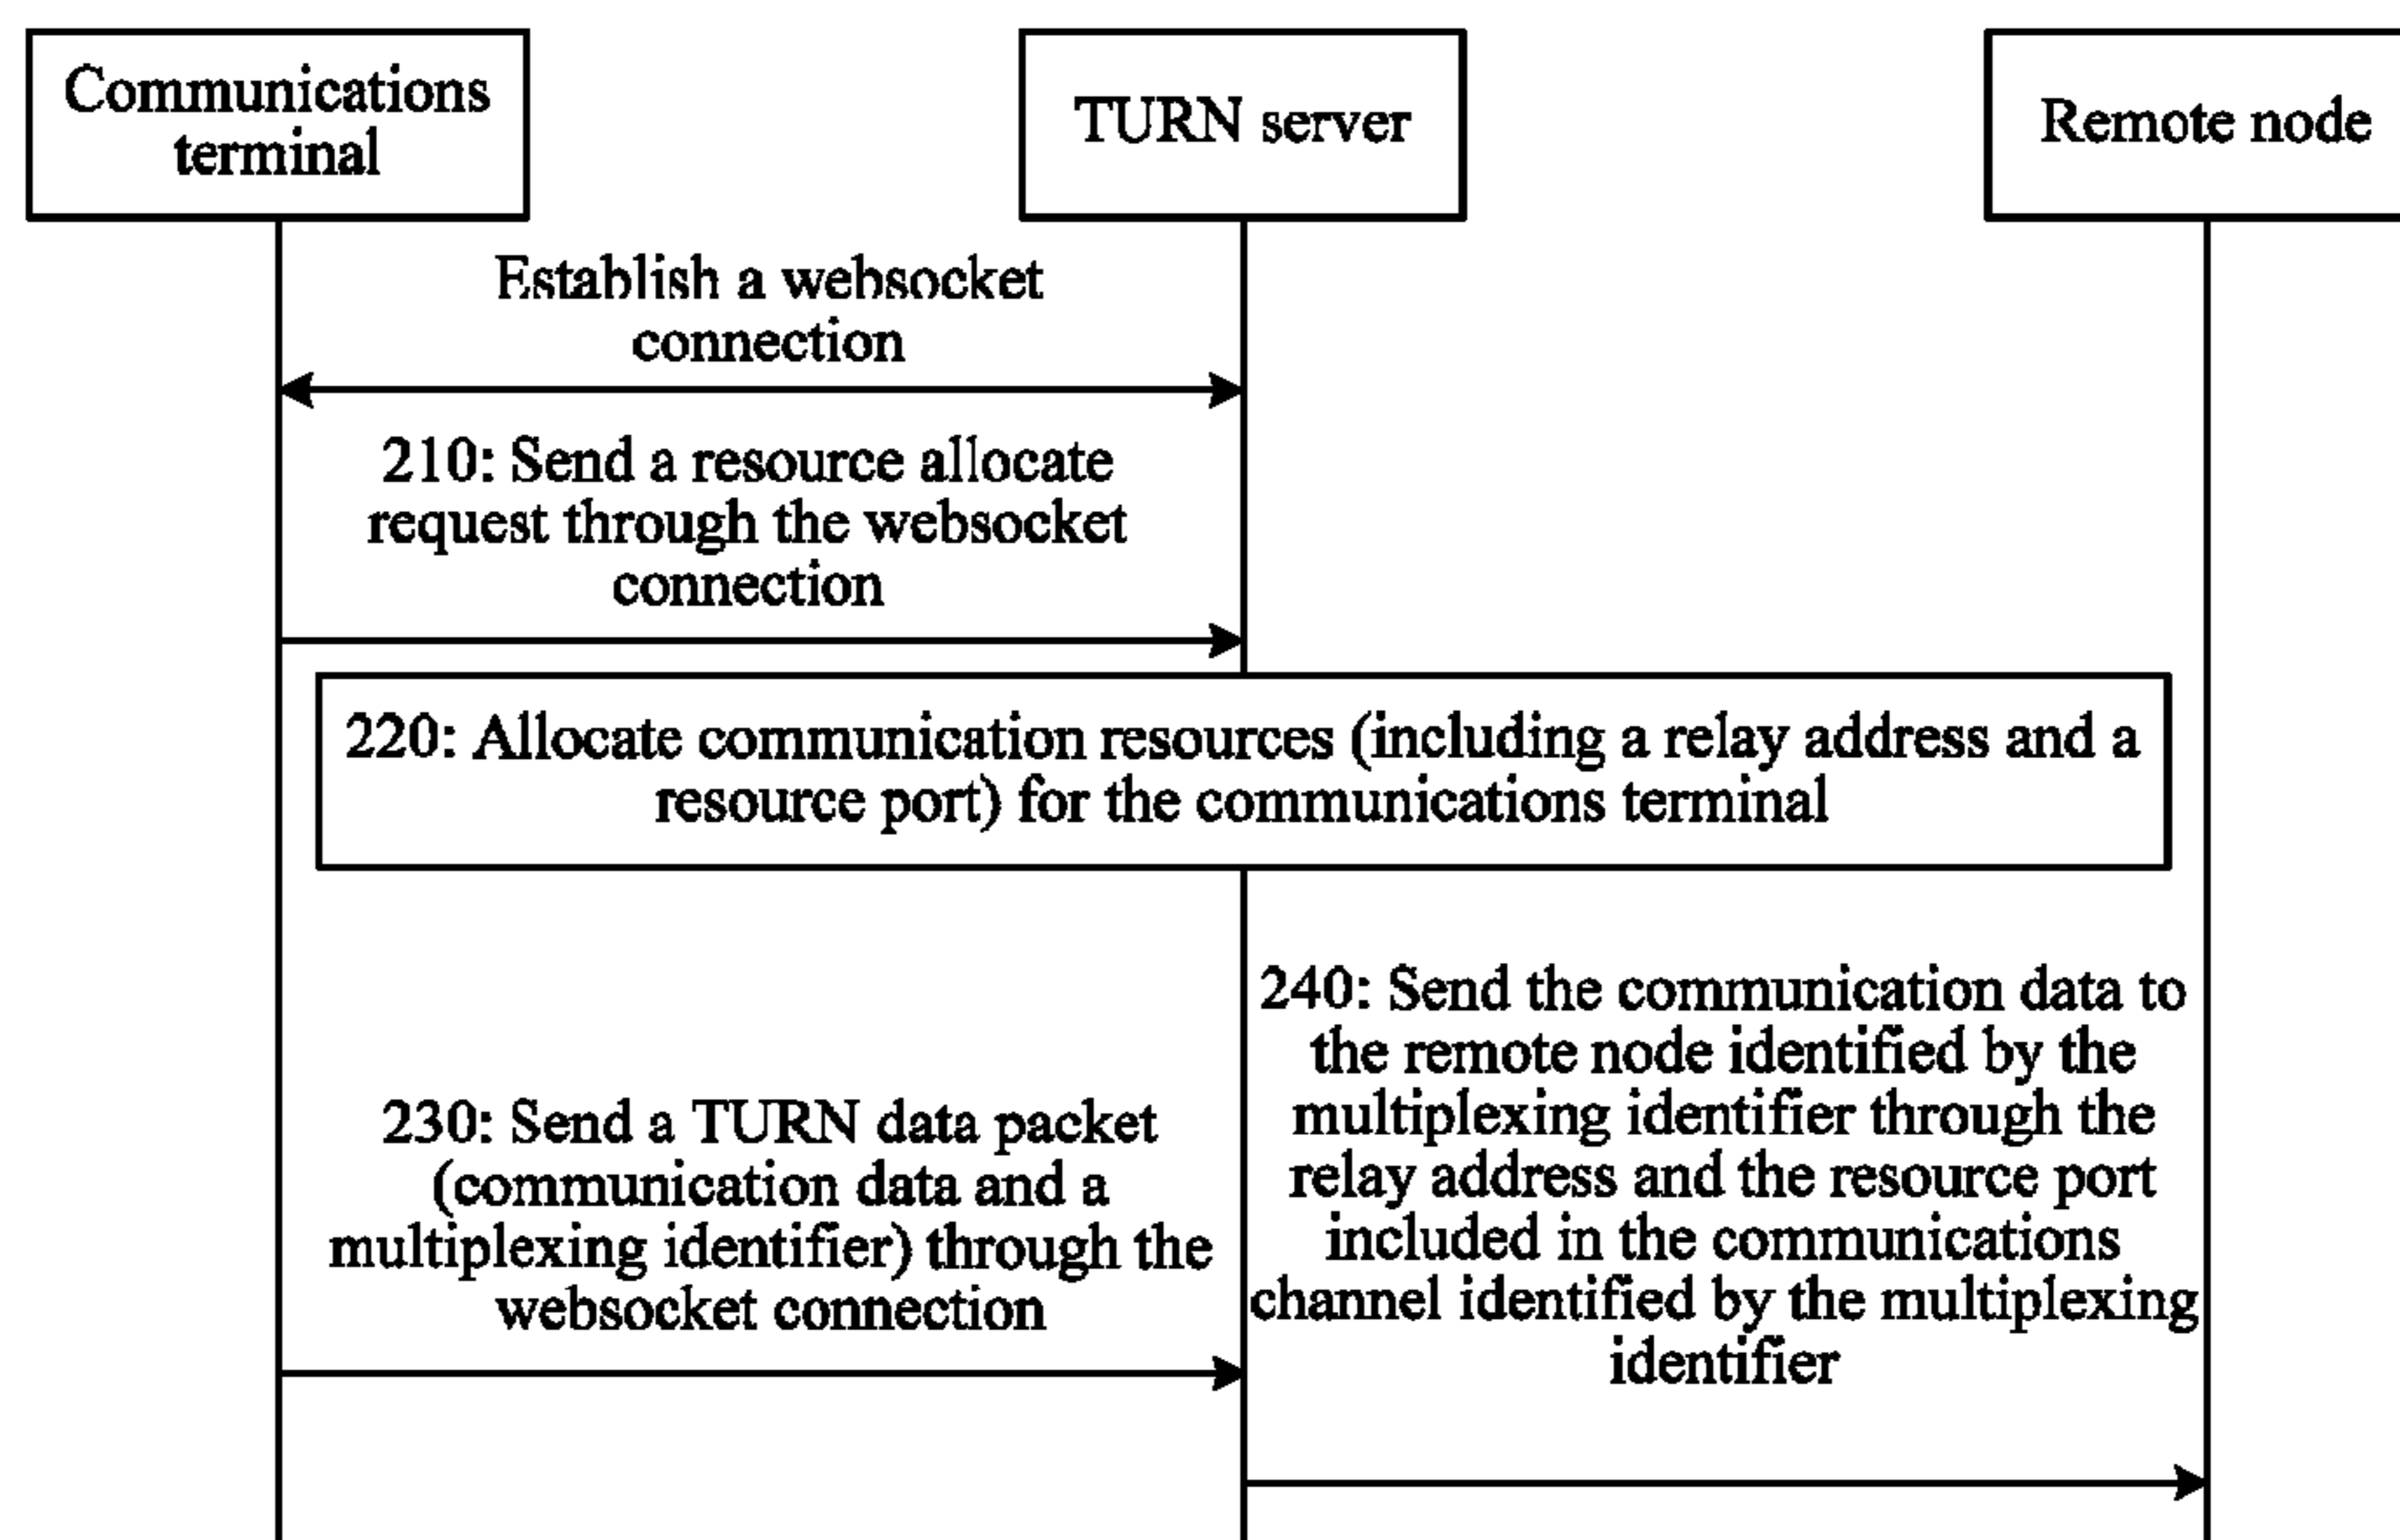 Communications
terminal
TURN server
Remote node
Establish a websocket
connection
210: Send a resource allocate
request through the websocket
connection
220: Allocate communication resources (including a relay address and a
resource port) for the communications terminal
230: Send a TURN data packet
(communication data and a
multiplexing identifier) through the
websocket connection
240: Send the communication data to
the remote node identified by the
multiplexing identifier through the
relay address and the resource port
included in the communications
channel identified by the multiplexing
identifier